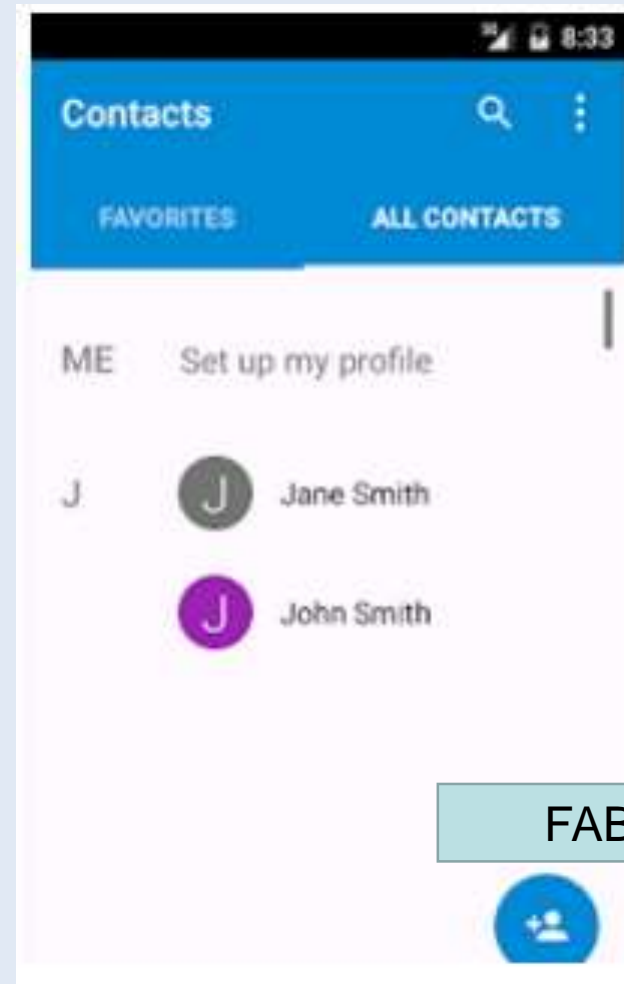 8:33
Contacts
FAVORITES ALL CONTACTS
ME Set up my profile
J J Jane Smith
J John Smith
FAB